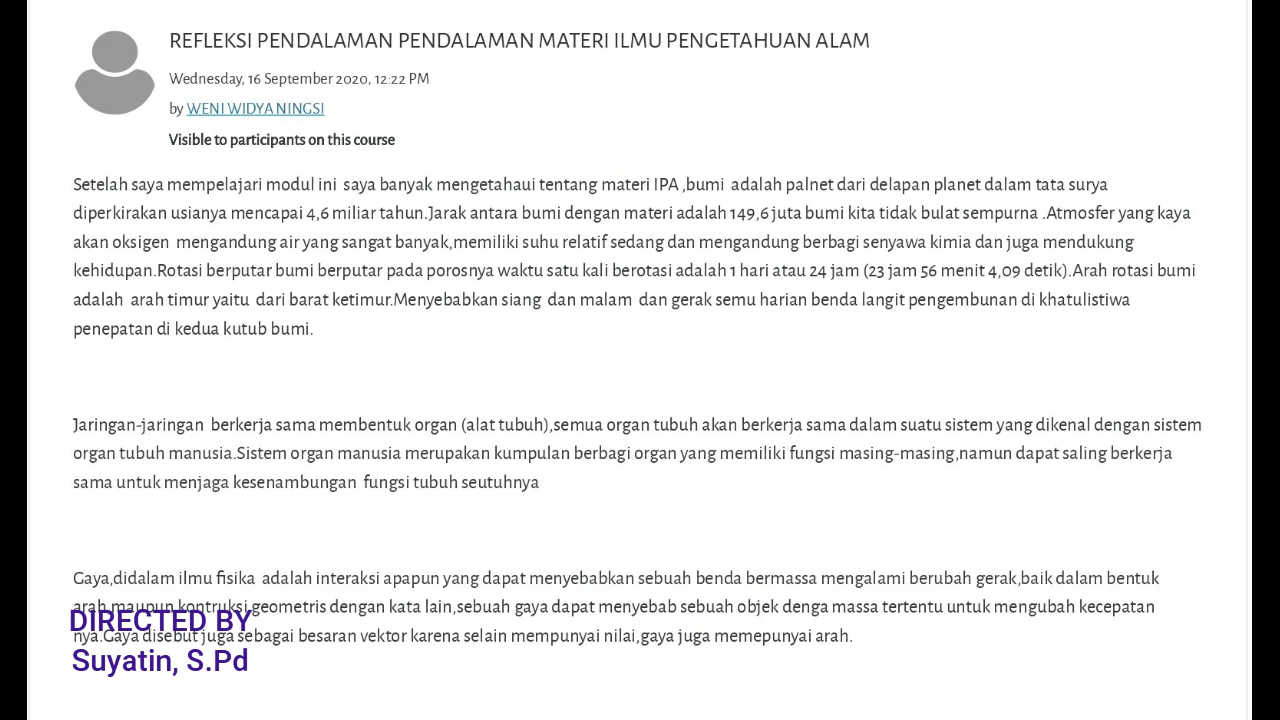 REFLEKSI PENDALAMAN PENDALAMAN MATERI ILMU PENGETAHUAN ALAM
Wednesday, 16 September 2020, 12:22 PM
by WENI WIDYA NINGSI
Visible to participants on this course
Setelah saya mempelajari modul ini saya banyak mengetahaui tentang materi IPA ,bumi adalah palnet dari delapan planet dalam tata surya
diperkirakan usianya mencapai 4,6 miliar tahun.Jarak antara bumi dengan materi adalah 149,6 juta bumi kita tidak bulat sempurna .Atmosfer yang kaya
akan oksigen mengandung air yang sangat banyak,memiliki suhu relatif sedang dan mengandung berbagi senyawa kimia dan juga mendukung
kehidupan.Rotasi berputar bumi berputar pada porosnya waktu satu kali berotasi adalah 1 hari atau 24 jam (23 jam 56 menit 4,09 detik).Arah rotasi bumi
adalah arah timur yaitu dari barat ketimur.Menyebabkan siang dan malam dan gerak semu harian benda langit pengembunan di khatulistiwa
penepatan di kedua kutub bumi.
Jaringan-jaringan berkerja sama membentuk organ (alat tubuh),semua organ tubuh akan berkerja sama dalam suatu sistem yang dikenal dengan sistem
organ tubuh manusia.Sistem organ manusia merupakan kumpulan berbagi organ yang memiliki fungsi masing-masing,namun dapat saling berkerja
sama untuk menjaga kesenambungan fungsi tubuh seutuhnya
Gaya,didalam ilmu fisika adalah interaksi apapun yang dapat menyebabkan sebuah benda bermassa mengalami berubah gerak,baik dalam bentuk
arah,maupun kontruksi,geometris dengan kata lain,sebuah gaya dapat menyebab sebuah objek denga massa tertentu untuk mengubah kecepatan
nya.Gaya disebut juga sebagai besaran vektor karena selain mempunyai nilai,gaya juga memepunyai arah.
DIRECTED BY
Suyatin, S.Pd